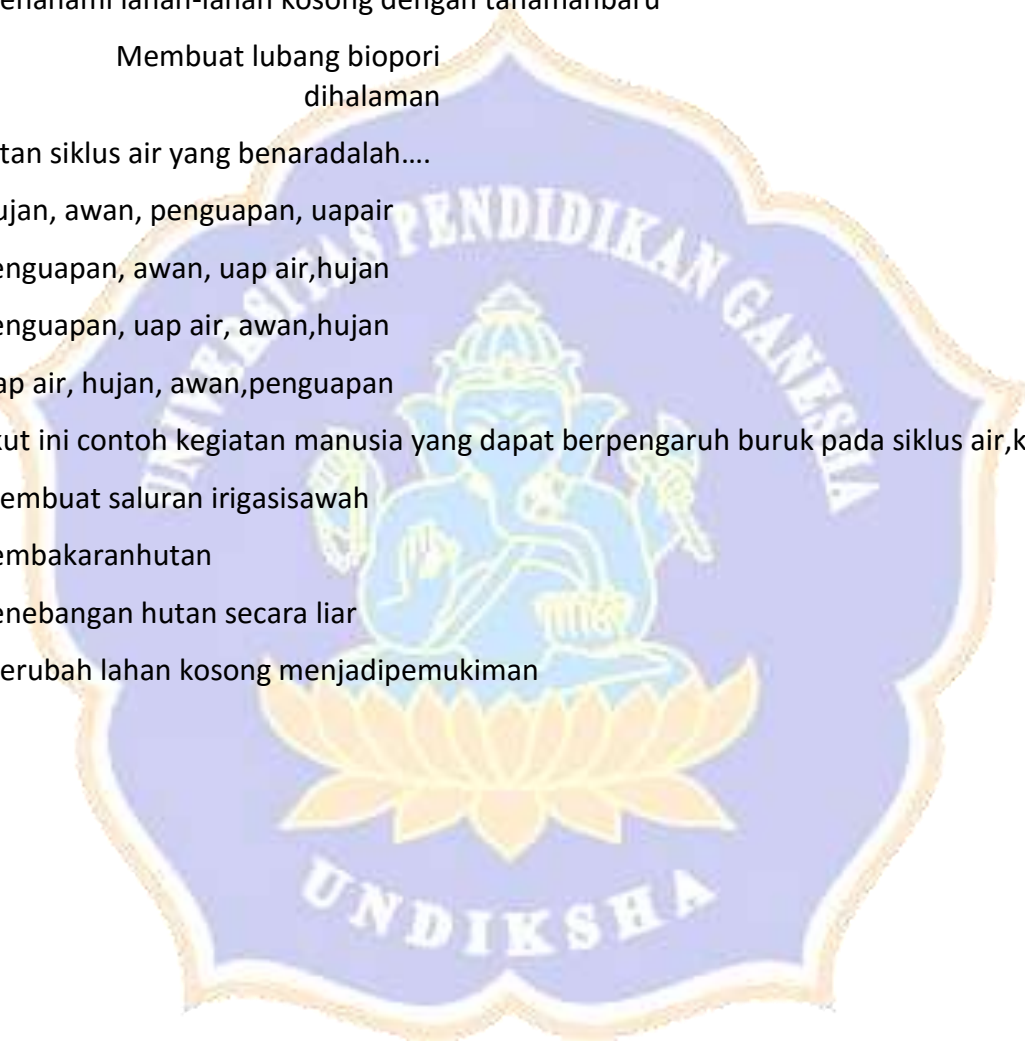 enanami lahan-lahan kosong dengan tanamanbaru
Membuat lubang biopori
dihalaman
tan siklus air yang benaradalah....
ujan, awan, penguapan, uapair
enguapan, awan, uap air,hujan
enguapan, uap air, awan,hujan
ap air, hujan, awan,penguapan
kut ini contoh kegiatan manusia yang dapat berpengaruh buruk pada siklus air,k
embuat saluran irigasisawah
embakaranhutan
enebangan hutan secara liar
erubah lahan kosong menjadipemukiman
UNIVERSITAS PENDIDIKAN GANESHA
UNDIKSHA